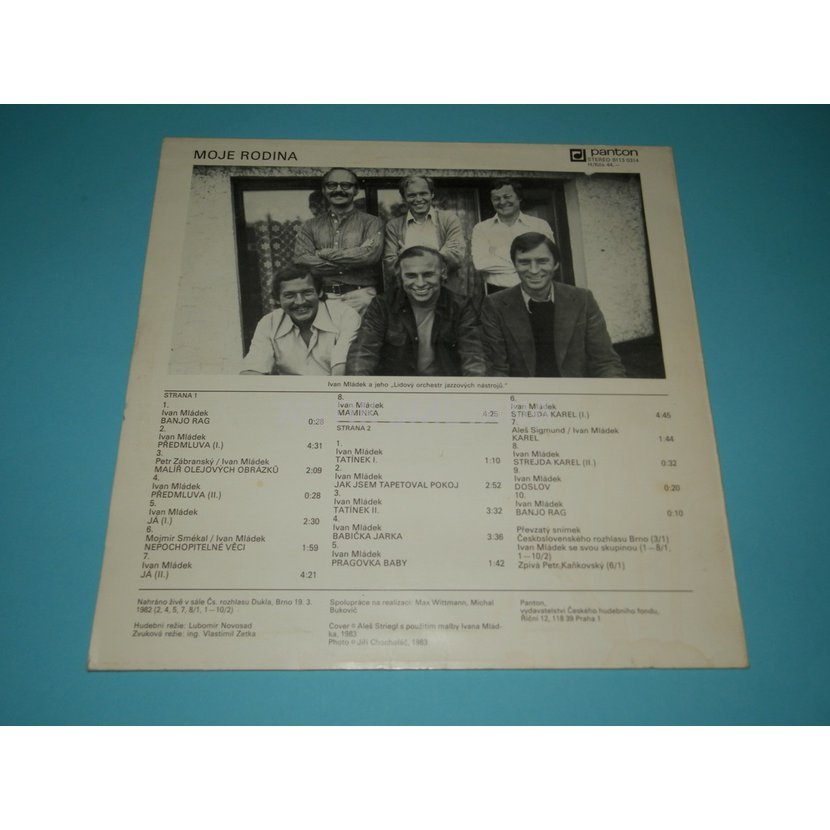 MOJE RODINA
panton
STEREO 8113 0314
H/Kčs 44,—
Ivan Mládek a jeho „Lidový orchestr jazzových nástrojů."
STRANA 1
1.
Ivan Mládek
BANJO RAG 0:28
2.
Ivan Mládek
PŘEDMLUVA (I.) 4:31
3.
Petr Zábranský / Ivan Mládek
MALÍŘ OLEJOVÝCH OBRÁZKŮ 2:09
4.
Ivan Mládek
PŘEDMLUVA (II.) 0:28
5.
Ivan Mládek
JÁ (I.) 2:30
6.
Mojmír Smékal / Ivan Mládek
NEPOCHOPITELNÉ VĚCI 1:59
7.
Ivan Mládek
JÁ (II.) 4:21
8.
Ivan Mládek
MAMINKA 4:25
STRANA 2
1.
Ivan Mládek
TATÍNEK I. 1:10
2.
Ivan Mládek
JAK JSEM TAPETOVAL POKOJ 2:52
3.
Ivan Mládek
TATÍNEK II. 3:32
4.
Ivan Mládek
BABIČKA JARKA 3:36
5.
Ivan Mládek
PRAGOVKA BABY 1:42
6.
Ivan Mládek
STREJDA KAREL (I.) 4:45
7.
Aleš Sigmund / Ivan Mládek
KAREL 1:44
8.
Ivan Mládek
STREJDA KAREL (II.) 0:32
9.
Ivan Mládek
DOSLOV 0:20
10.
Ivan Mládek
BANJO RAG 0:10
Převzatý snímek
Československého rozhlasu Brno (3/1)
Ivan Mládek se svou skupinou (1—8/1,
1—10/2)
Zpívá Petr Kaňkovský (6/1)
Nahráno živě v sále Čs. rozhlasu Dukla, Brno 19. 3.
1982 (2, 4, 5, 7, 8/1, 1—10/2)
Hudební režie: Lubomír Novosad
Zvuková režie: ing. Vlastimil Zetka
Spolupráce na realizaci: Max Wittmann, Michal
Bukovič
Cover © Aleš Striegl s použitím malby Ivana Mlád-
ka, 1983
Photo © Jiří Chocholáč, 1983
Panton,
vydavatelství Českého hudebního fondu,
Říční 12, 118 39 Praha 1